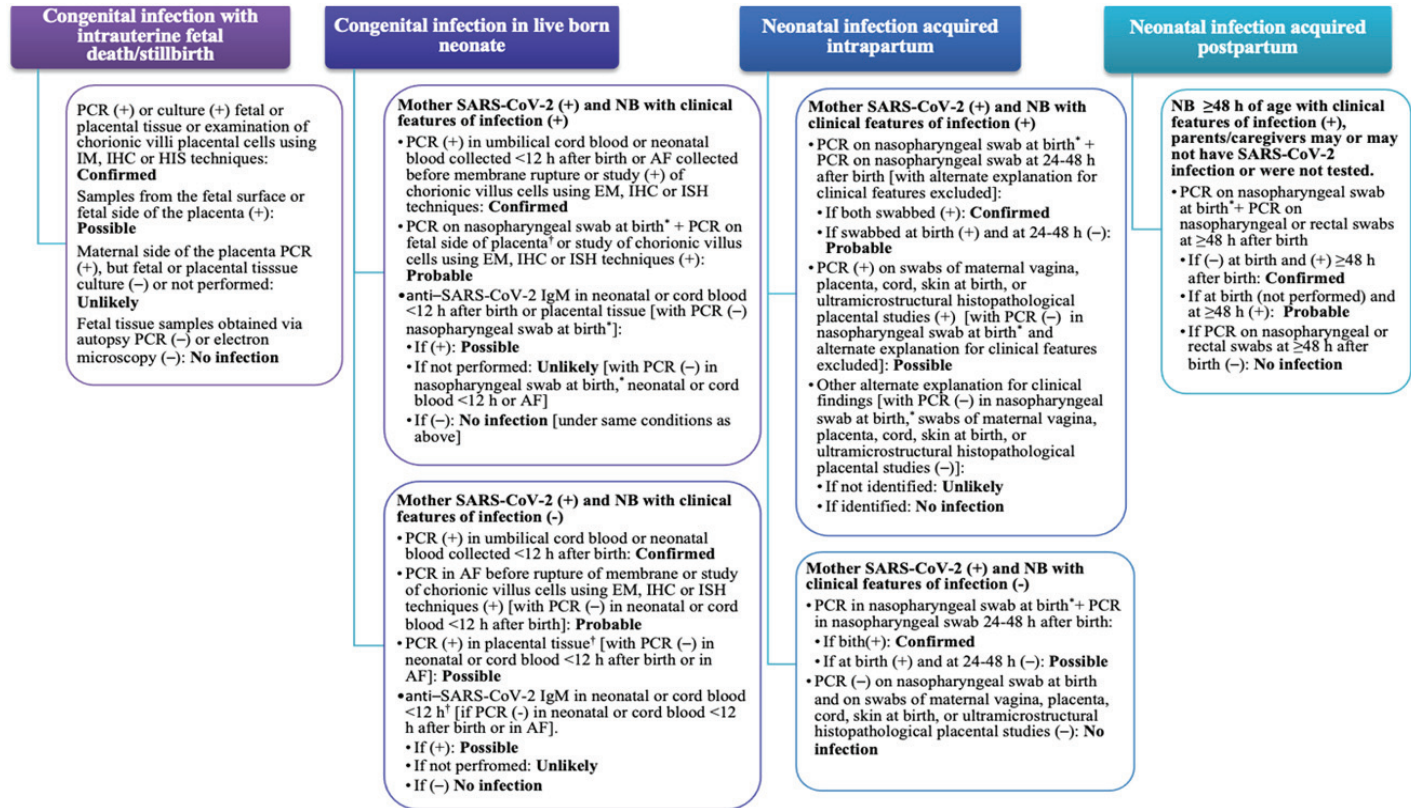 Congenital infection with
intrauterine fetal
death/stillbirth
PCR (+) or culture (+) fetal or
placental tissue or examination of
chorionic villi placental cells using
IM, IHC or HIS techniques:
Confirmed
Samples from the fetal surface or
fetal side of the placenta (+):
Possible
Maternal side of the placenta PCR
(+), but fetal or placental tisssue
culture (–) or not performed:
Unlikely
Fetal tissue samples obtained via
autopsy PCR (–) or electron
microscopy (–): No infection
Congenital infection in live born
neonate
Mother SARS-CoV-2 (+) and NB with clinical
features of infection (+)
• PCR (+) in umbilical cord blood or neonatal
blood collected <12 h after birth or AF collected
before membrane rupture or study (+) of
chorionic villus cells using EM, IHC or ISH
techniques: Confirmed
• PCR on nasopharyngeal swab at birth* + PCR on
fetal side of placenta† or study of chorionic villus
cells using EM, IHC or ISH techniques (+):
Probable
•anti–SARS-CoV-2 IgM in neonatal or cord blood
<12 h after birth or placental tissue [with PCR (–)
nasopharyngeal swab at birth*]:
• If (+): Possible
• If not performed: Unlikely [with PCR (–) in
nasopharyngeal swab at birth,* neonatal or cord
blood <12 h or AF]
• If (–): No infection [under same conditions as
above]
Mother SARS-CoV-2 (+) and NB with clinical
features of infection (-)
• PCR (+) in umbilical cord blood or neonatal
blood collected <12 h after birth: Confirmed
• PCR in AF before rupture of membrane or study
of chorionic villus cells using EM, IHC or ISH
techniques (+) [with PCR (–) in neonatal or cord
blood <12 h after birth]: Probable
• PCR (+) in placental tissue† [with PCR (–) in
neonatal or cord blood <12 h after birth or in
AF]: Possible
•anti–SARS-CoV-2 IgM in neonatal or cord blood
<12 h† [if PCR (-) in neonatal or cord blood <12
h after birth or in AF].
• If (+): Possible
• If not perfromed: Unlikely
• If (–) No infection
Neonatal infection acquired
intrapartum
Mother SARS-CoV-2 (+) and NB with
clinical features of infection (+)
• PCR on nasopharyngeal swab at birth* +
PCR on nasopharyngeal swab at 24-48 h
after birth [with alternate explanation for
clinical features excluded]:
• If both swabbed (+): Confirmed
• If swabbed at birth (+) and at 24-48 h (–):
Probable
• PCR (+) on swabs of maternal vagina,
placenta, cord, skin at birth, or
ultramicrostructural histopathological
placental studies (+) [with PCR (–) in
nasopharyngeal swab at birth* and
alternate explanation for clinical features
excluded]: Possible
• Other alternate explanation for clinical
findings [with PCR (–) in nasopharyngeal
swab at birth,* swabs of maternal vagina,
placenta, cord, skin at birth, or
ultramicrostructural histopathological
placental studies (–)]:
• If not identified: Unlikely
• If identified: No infection
Mother SARS-CoV-2 (+) and NB with
clinical features of infection (-)
• PCR in nasopharyngeal swab at birth*+ PCR
in nasopharyngeal swab 24-48 h after birth:
• If bith(+): Confirmed
• If at birth (+) and at 24-48 h (–): Possible
• PCR (–) on nasopharyngeal swab at birth
and on swabs of maternal vagina, placenta,
cord, skin at birth, or ultramicrostructural
histopathological placental studies (–): No
infection
Neonatal infection acquired
postpartum
NB ≥48 h of age with clinical
features of infection (+),
parents/caregivers may or may
not have SARS-CoV-2
infection or were not tested.
• PCR on nasopharyngeal swab
at birth*+ PCR on
nasopharyngeal or rectal swabs
at ≥48 h after birth
• If (–) at birth and (+) ≥48 h
after birth: Confirmed
• If at birth (not performed) and
at ≥48 h (+): Probable
• If PCR on nasopharyngeal or
rectal swabs at ≥48 h after
birth (–): No infection